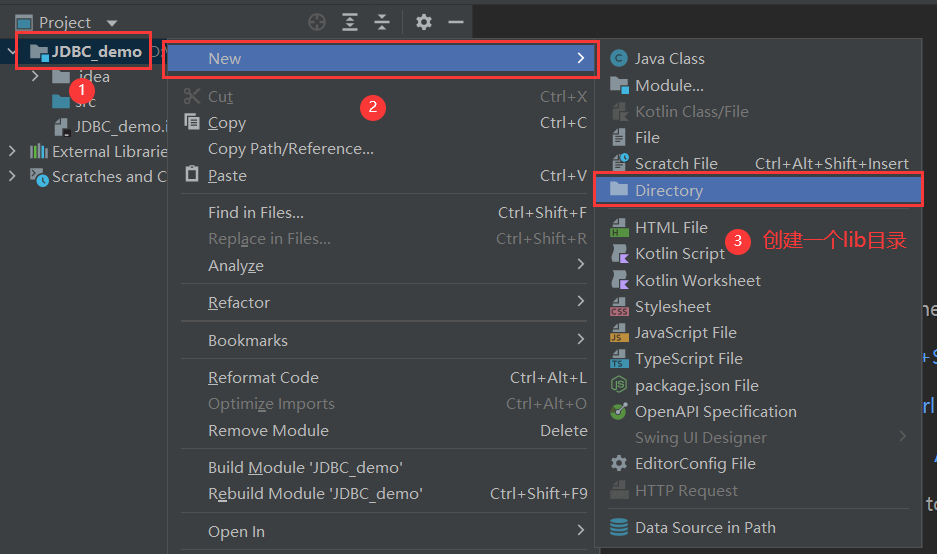 Project
JDBC_demo
.idea
src
JDBC_demo.i
External Librarie
Scratches and C
1
New
Cut Ctrl+X
2
Copy Ctrl+C
Copy Path/Reference...
Paste Ctrl+V
Find in Files... Ctrl+Shift+F
Replace in Files... Ctrl+Shift+R
Analyze
Refactor
Bookmarks
Reformat Code Ctrl+Alt+L
Optimize Imports Ctrl+Alt+O
Remove Module Delete
Build Module 'JDBC_demo'
Rebuild Module 'JDBC_demo' Ctrl+Shift+F9
Open In
Java Class
Module...
Kotlin Class/File
File
Scratch File Ctrl+Alt+Shift+Insert
Directory
HTML File
3 创建一个lib目录
Kotlin Script
Kotlin Worksheet
Stylesheet
JavaScript File
TypeScript File
package.json File
OpenAPI Specification
Swing UI Designer
EditorConfig File
HTTP Request
Data Source in Path